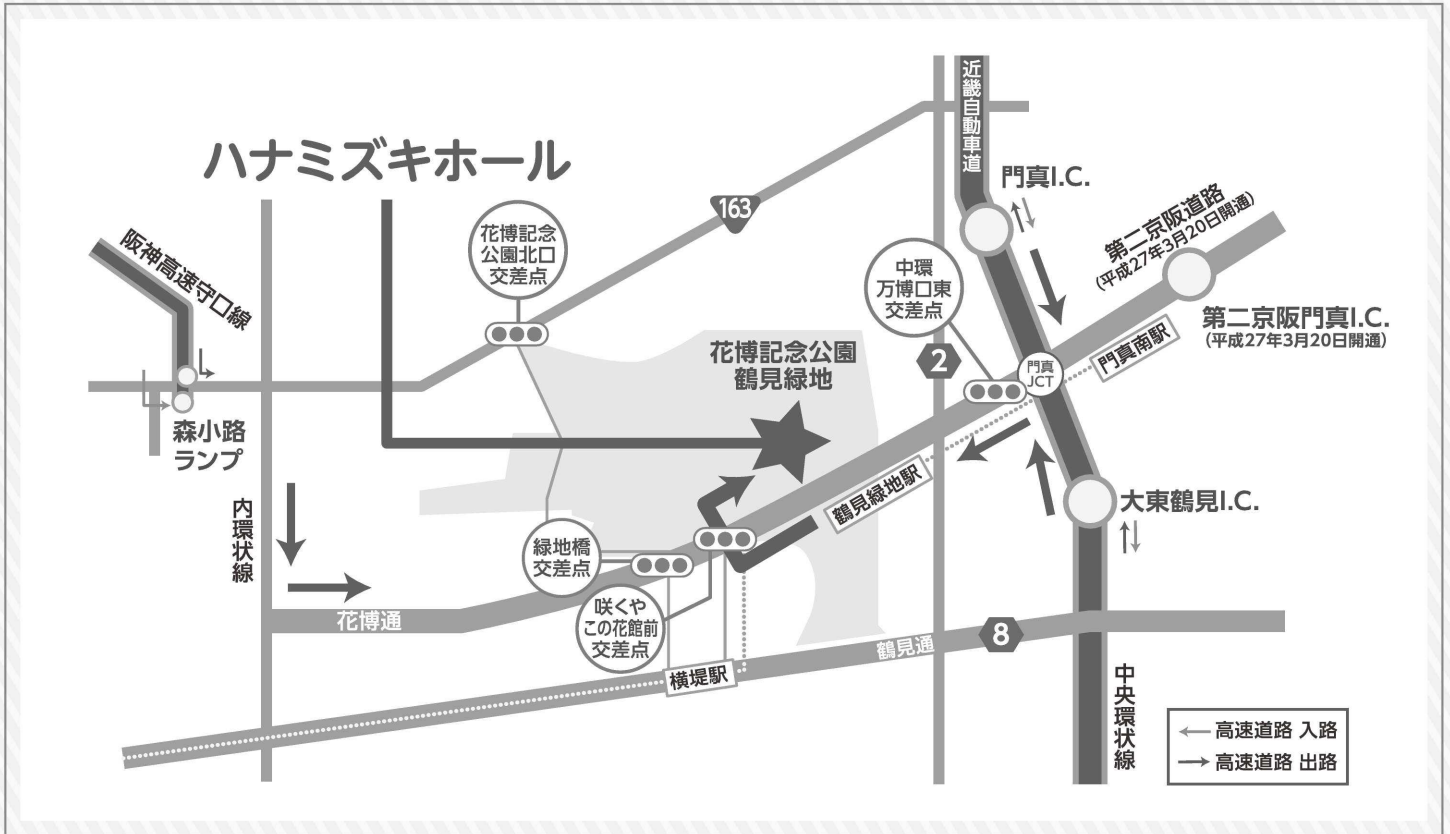 ハナミズキホール
近畿自動車道
門真I.C.
163
花博記念
公園北口
交差点
阪神高速守口線
第二京阪道路
(平成27年3月20日開通)
中環
万博口東
交差点
第二京阪門真I.C.
(平成27年3月20日開通)
花博記念公園
鶴見緑地
2
門真
JCT
門真南駅
森小路
ランプ
鶴見緑地駅
大東鶴見I.C.
内環状線
緑地橋
交差点
咲くや
この花館前
交差点
花博通
鶴見通
8
横堤駅
中央環状線
高速道路 入路
高速道路 出路